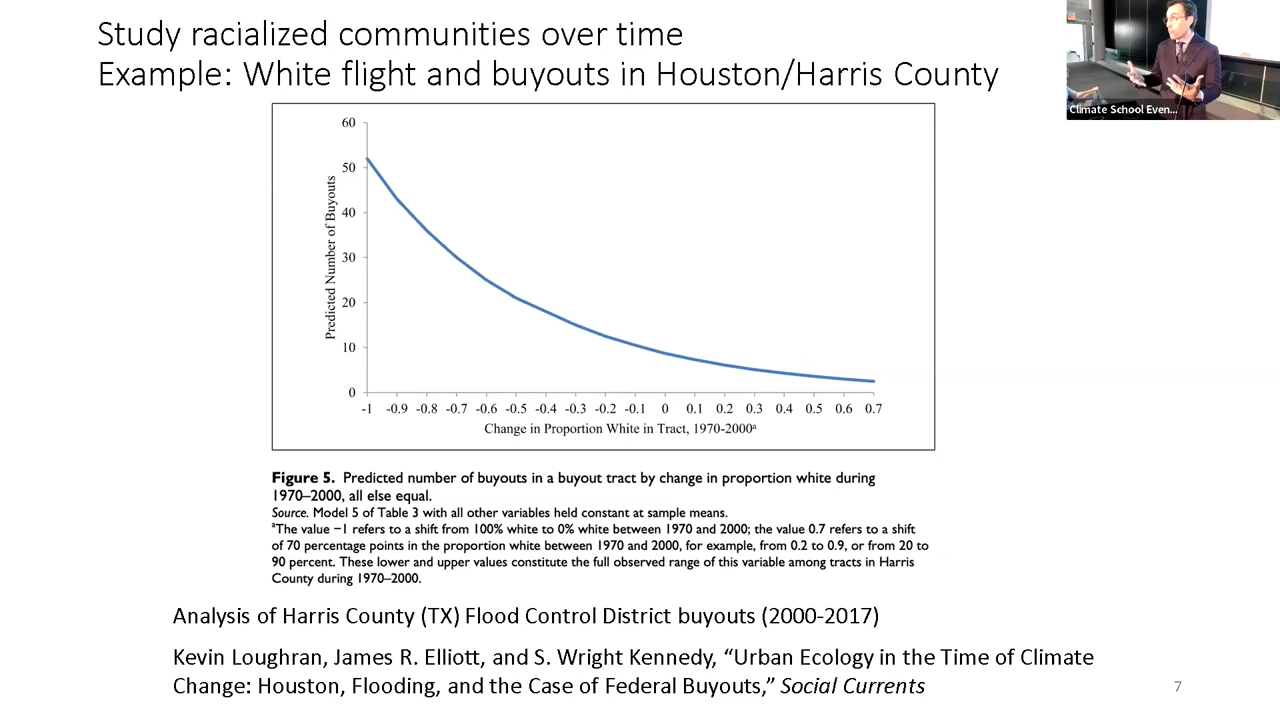 Study racialized communities over time
Example: White flight and buyouts in Houston/Harris County
Climate School Even...
60
50
40
30
20
10
0
Predicted Number of Buyouts
-1 -0.9 -0.8 -0.7 -0.6 -0.5 -0.4 -0.3 -0.2 -0.1 0 0.1 0.2 0.3 0.4 0.5 0.6 0.7
Change in Proportion White in Tract, 1970-2000ᵃ
Figure 5. Predicted number of buyouts in a buyout tract by change in proportion white during
1970–2000, all else equal.
Source. Model 5 of Table 3 with all other variables held constant at sample means.
ᵃThe value −1 refers to a shift from 100% white to 0% white between 1970 and 2000; the value 0.7 refers to a shift
of 70 percentage points in the proportion white between 1970 and 2000, for example, from 0.2 to 0.9, or from 20 to
90 percent. These lower and upper values constitute the full observed range of this variable among tracts in Harris
County during 1970–2000.
Analysis of Harris County (TX) Flood Control District buyouts (2000-2017)
Kevin Loughran, James R. Elliott, and S. Wright Kennedy, “Urban Ecology in the Time of Climate
Change: Houston, Flooding, and the Case of Federal Buyouts,” Social Currents
7